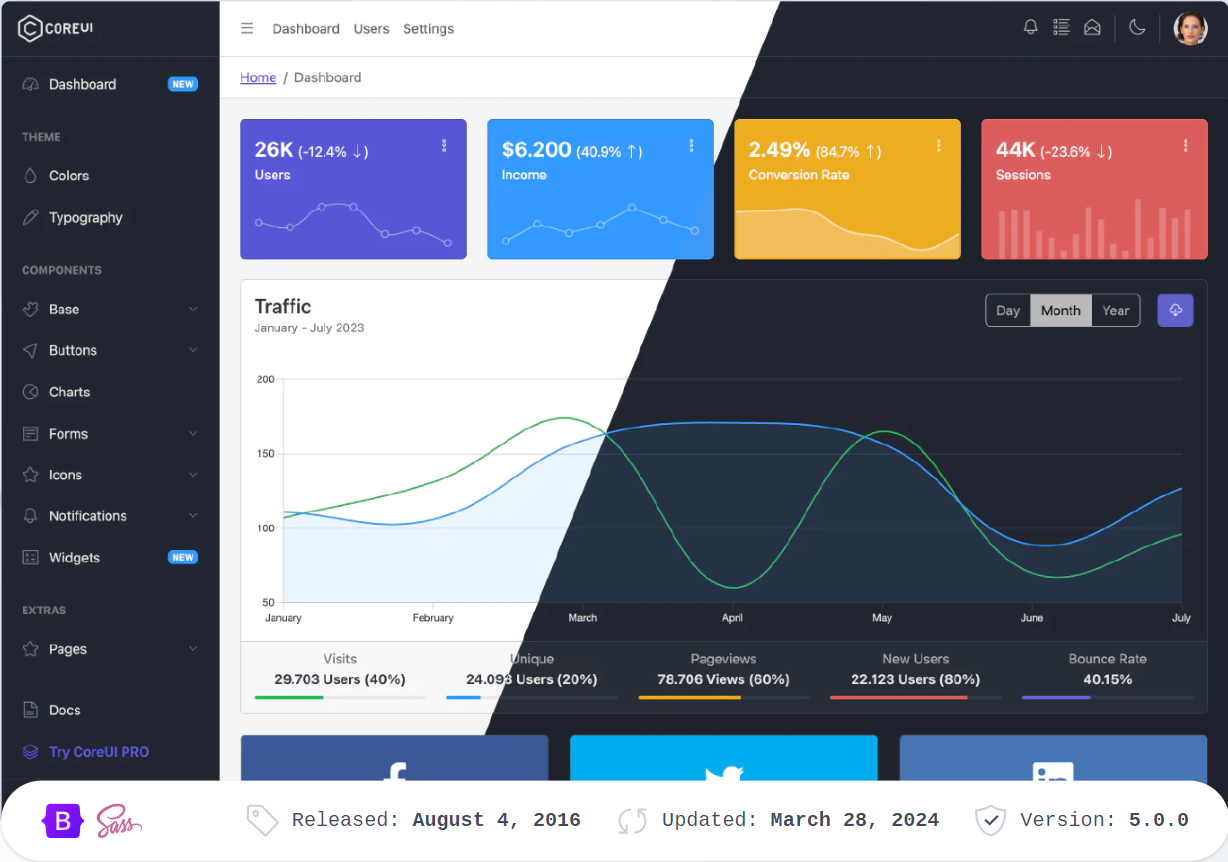 COREUI
Dashboard Users Settings
Dashboard NEW
Home / Dashboard
THEME
Colors
Typography
COMPONENTS
Base
Buttons
Charts
Forms
Icons
Notifications
Widgets NEW
EXTRAS
Pages
Docs
Try CoreUI PRO
26K (-12.4% ↓)
Users
$6.200 (40.9% ↑)
Income
2.49% (84.7% ↑)
Conversion Rate
44K (-23.6% ↓)
Sessions
Traffic
January - July 2023
Day Month Year
200
150
100
50
January February March April May June July
Visits
29.703 Users (40%)
Unique
24.093 Users (20%)
Pageviews
78.706 Views (60%)
New Users
22.123 Users (80%)
Bounce Rate
40.15%
f
in
B Sass Released: August 4, 2016 Updated: March 28, 2024 Version: 5.0.0